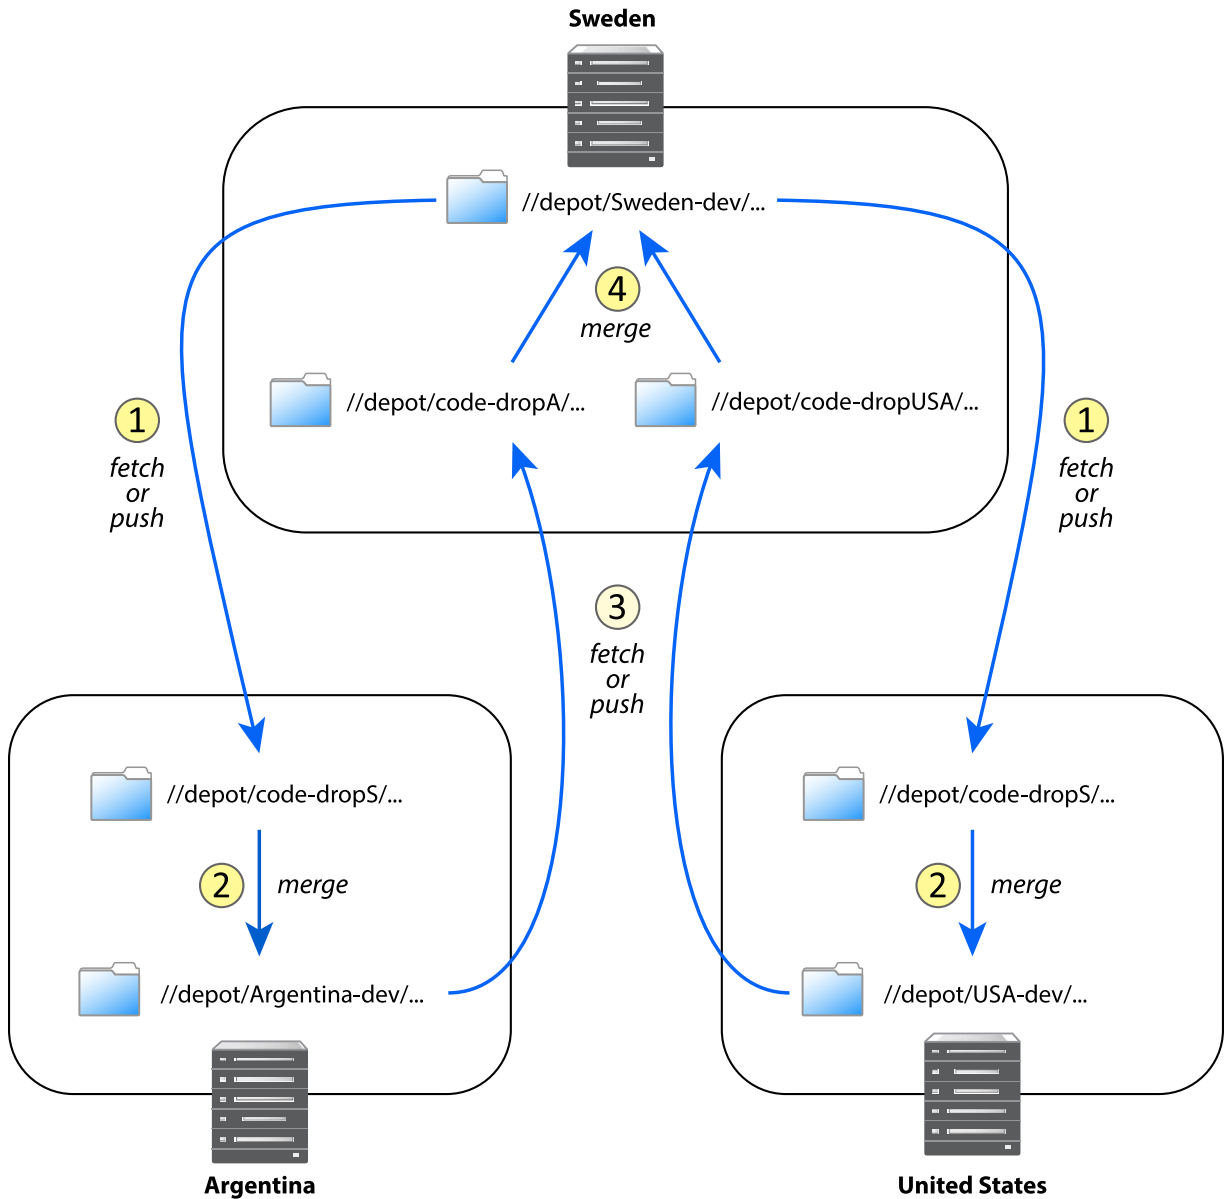 Sweden
//depot/Sweden-dev/...
4
merge
//depot/code-dropA/...
//depot/code-dropUSA/...
1
fetch
or
push
1
fetch
or
push
3
fetch
or
push
//depot/code-dropS/...
2
merge
//depot/Argentina-dev/...
Argentina
//depot/code-dropS/...
2
merge
//depot/USA-dev/...
United States